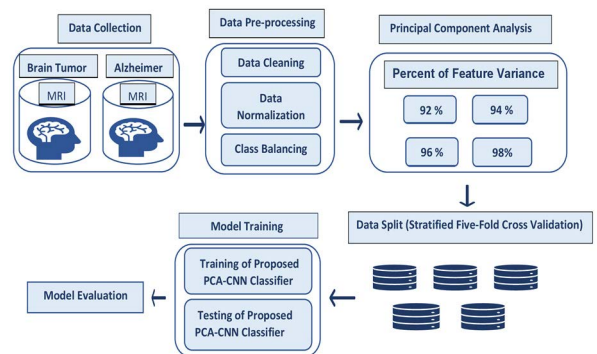 Data Collection
Brain Tumor
Alzheimer
MRI
MRI
Data Pre-processing
Data Cleaning
Data
Normalization
Class Balancing
Principal Component Analysis
Percent of Feature Variance
92 %
94 %
96 %
98%
Data Split (Stratified Five-Fold Cross Validation)
Model Training
Training of Proposed
PCA-CNN Classifier
Testing of Proposed
PCA-CNN Classifier
Model Evaluation